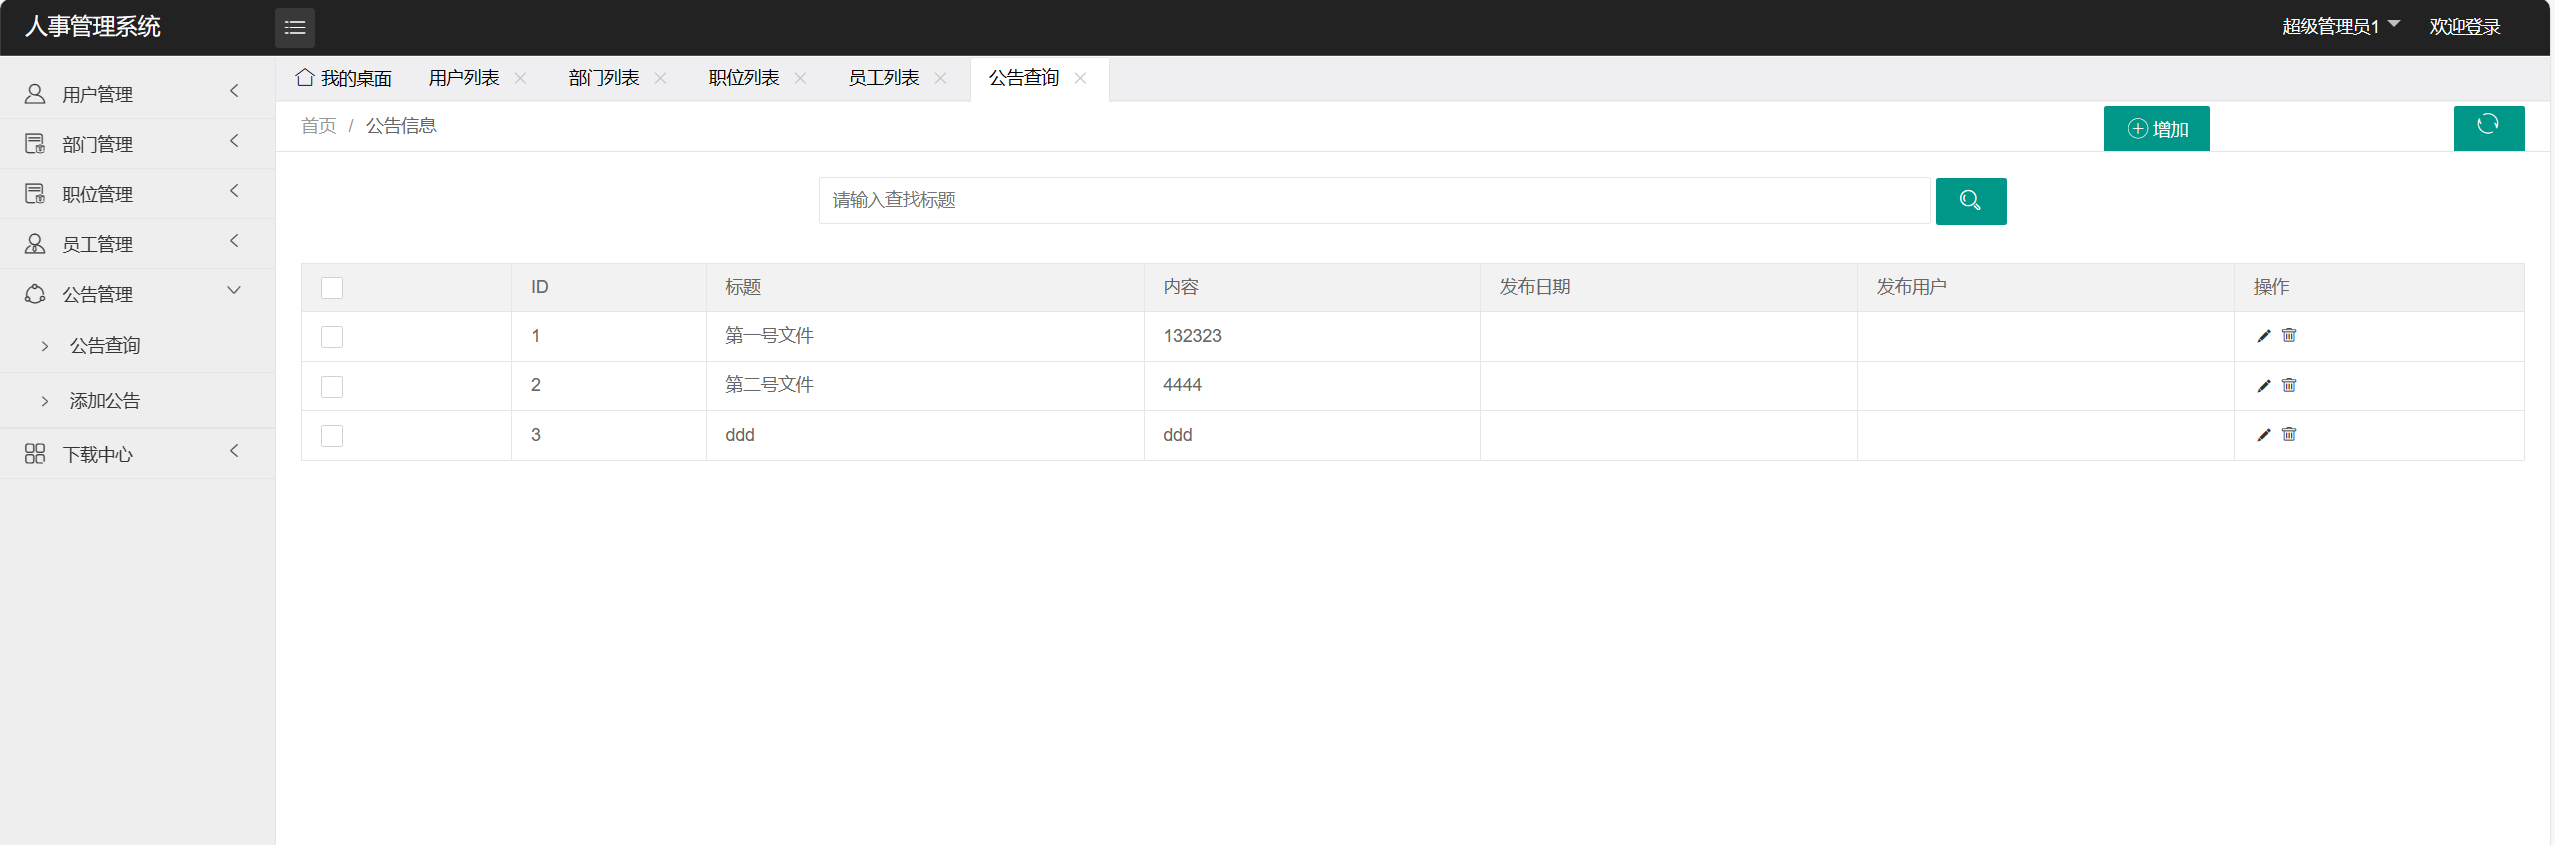 人事管理系统
超级管理员1 欢迎登录
用户管理
部门管理
职位管理
员工管理
公告管理
公告查询
添加公告
下载中心
我的桌面 用户列表 部门列表 职位列表 员工列表 公告查询
首页 / 公告信息
增加
请输入查找标题
ID 标题 内容 发布日期 发布用户 操作
1 第一号文件 132323
2 第二号文件 4444
3 ddd ddd